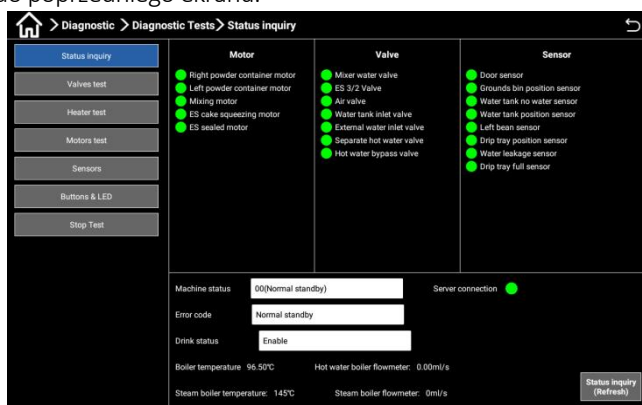 do poprzedniego ekranu.
> Diagnostic > Diagnostic Tests > Status inquiry
Status inquiry
Valves test
Heater test
Motors test
Sensors
Buttons & LED
Stop Test
Motor
Right powder container motor
Left powder container motor
Mixing motor
ES cake squeezing motor
ES sealed motor
Valve
Mixer water valve
ES 3/2 Valve
Air valve
Water tank inlet valve
External water inlet valve
Separate hot water valve
Hot water bypass valve
Sensor
Door sensor
Grounds bin position sensor
Water tank no water sensor
Water tank position sensor
Left bean sensor
Drip tray position sensor
Water leakage sensor
Drip tray full sensor
Machine status 00(Normal standby) Server connection
Error code Normal standby
Drink status Enable
Boiler temperature 96.50℃ Hot water boiler flowmeter: 0.00ml/s
Steam boiler temperature: 145℃ Steam boiler flowmeter: 0ml/s
Status inquiry
(Refresh)